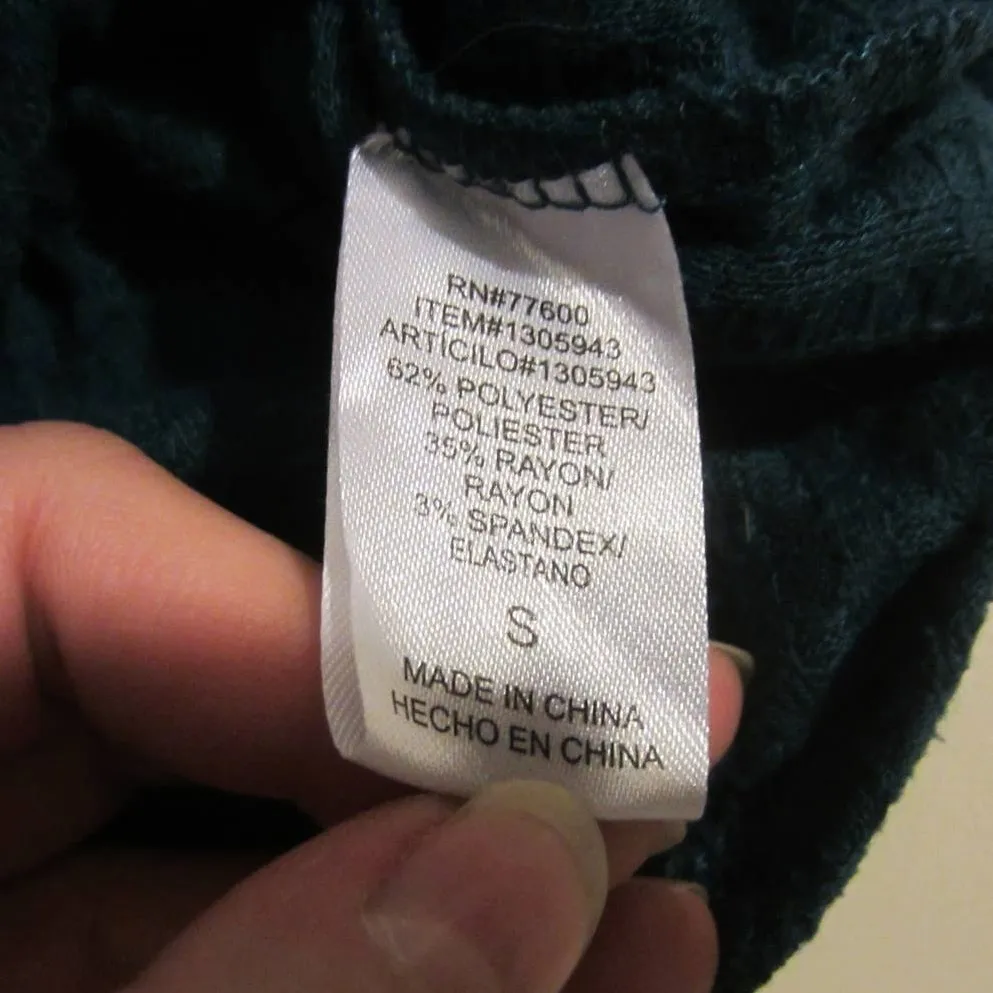 RN#77600
ITEM#1305943
ARTICILO#1305943
62% POLYESTER/
POLIESTER
35% RAYON/
RAYON
3% SPANDEX/
ELASTANO
S
MADE IN CHINA
HECHO EN CHINA